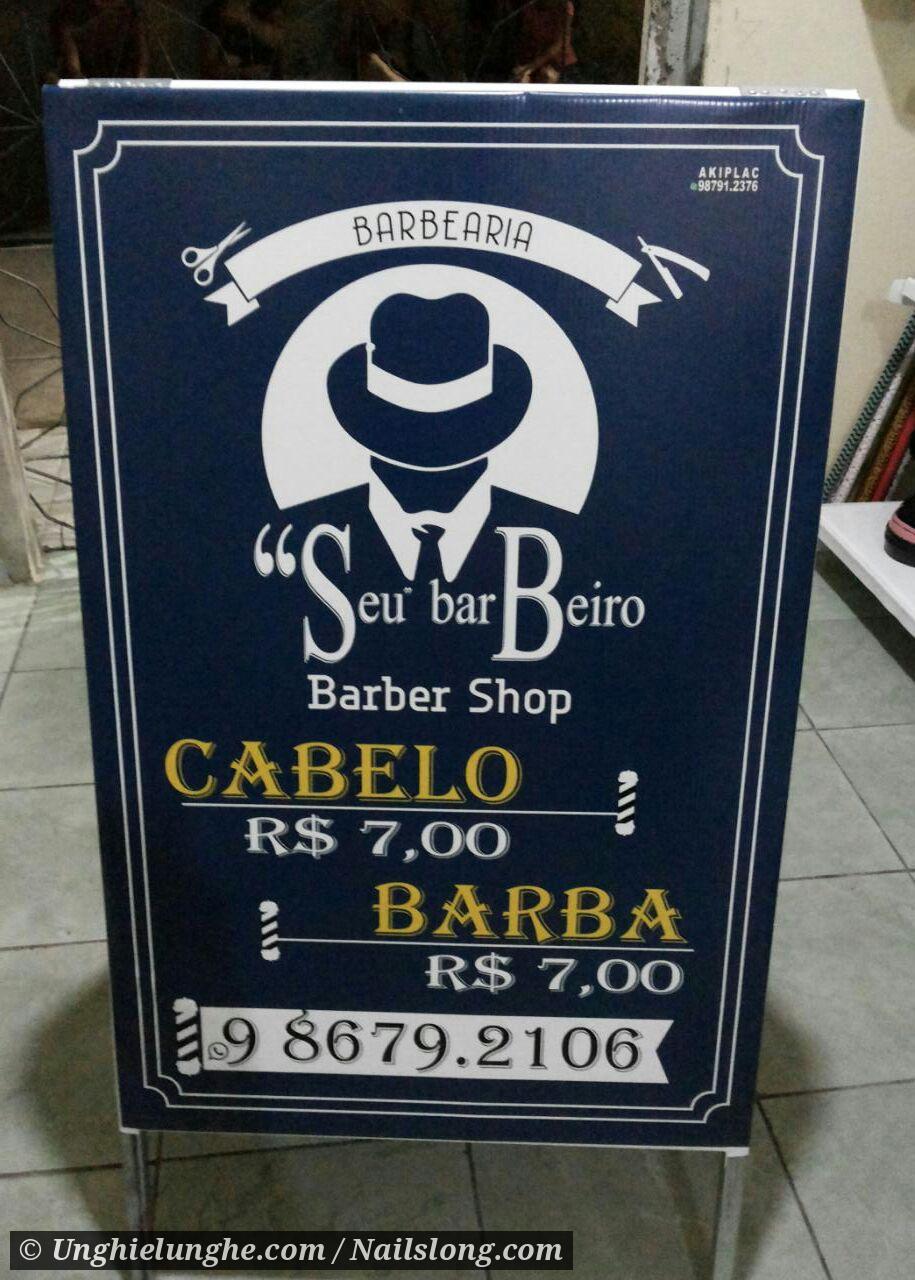 AKIPLAC
98791.2376
BARBEARIA
“Seu” barBeiro
Barber Shop
CABELO
R$ 7,00
BARBA
R$ 7,00
9 8679.2106
© Unghielunghe.com / Nailslong.com